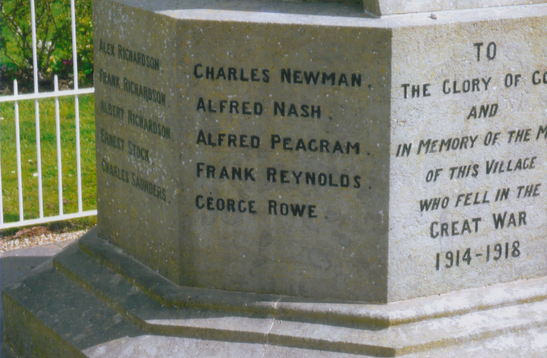 ALEX RICHARDSON
FRANK RICHARDSON
ALBERT RICHARDSON
ERNEST STOCK
CHARLES SAUNDERS.
CHARLES NEWMAN.
ALFRED NASH.
ALFRED PEAGRAM.
FRANK REYNOLDS.
GEORGE ROWE.
TO
THE GLORY OF
AND
IN MEMORY OF THE
OF THIS VILLAGE
WHO FELL IN THE
GREAT WAR
1914-1918